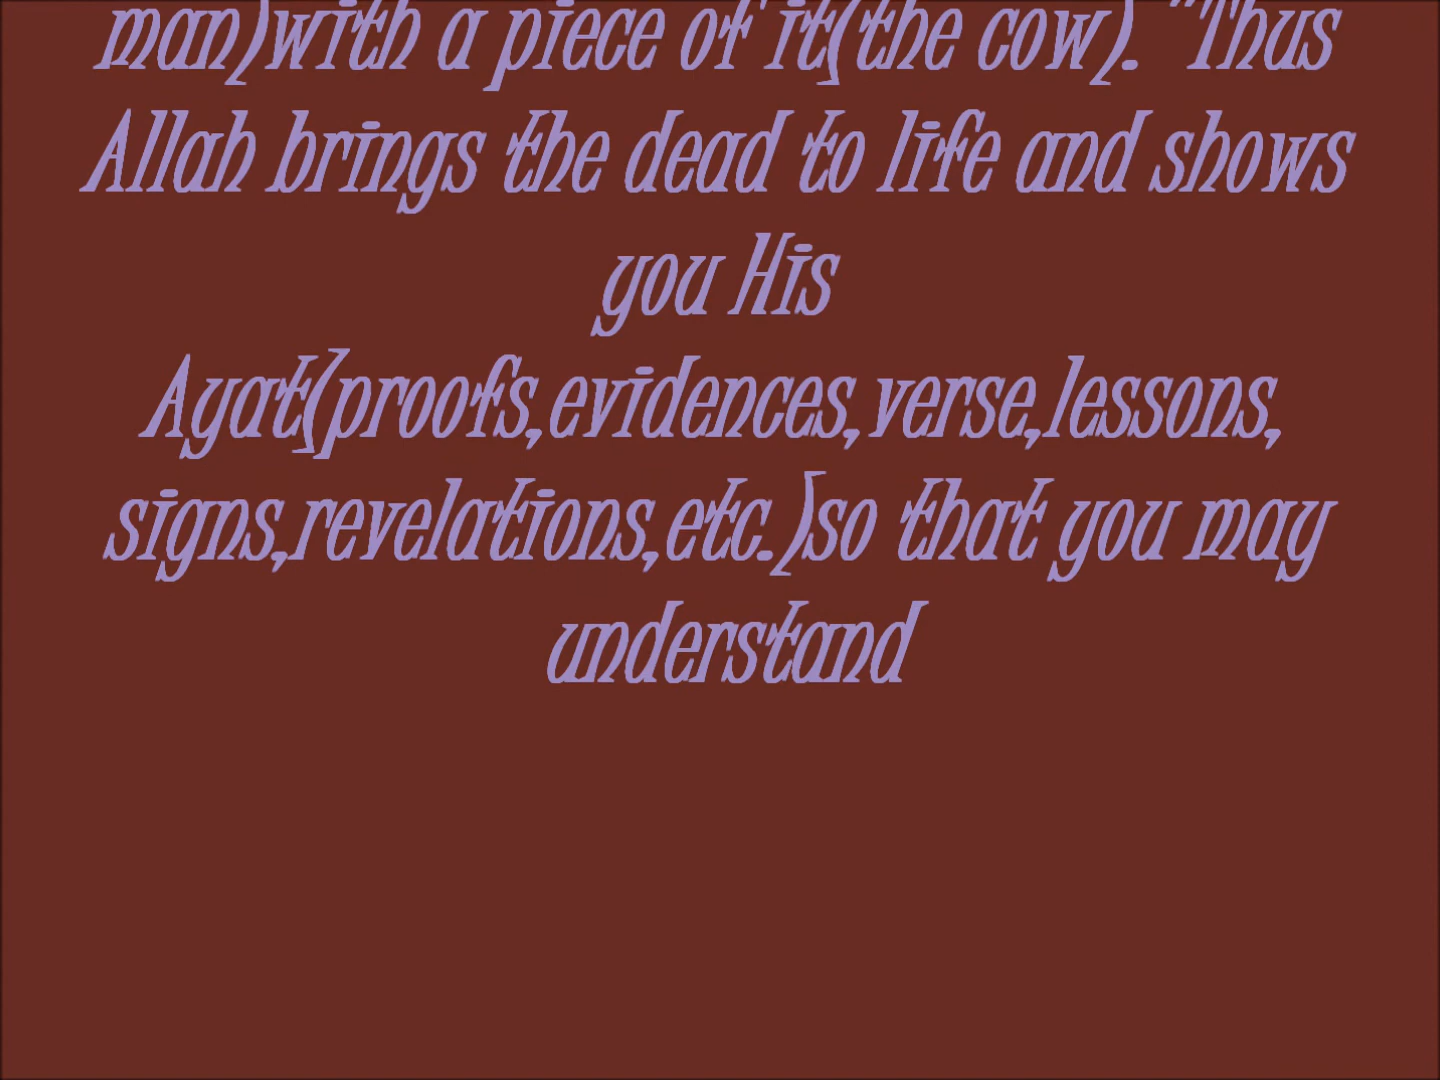 man)with a piece of it(the cow)."Thus
Allah brings the dead to life and shows
you His
Ayat(proofs,evidences,verse,lessons,
signs,revelations,etc.)so that you may
understand